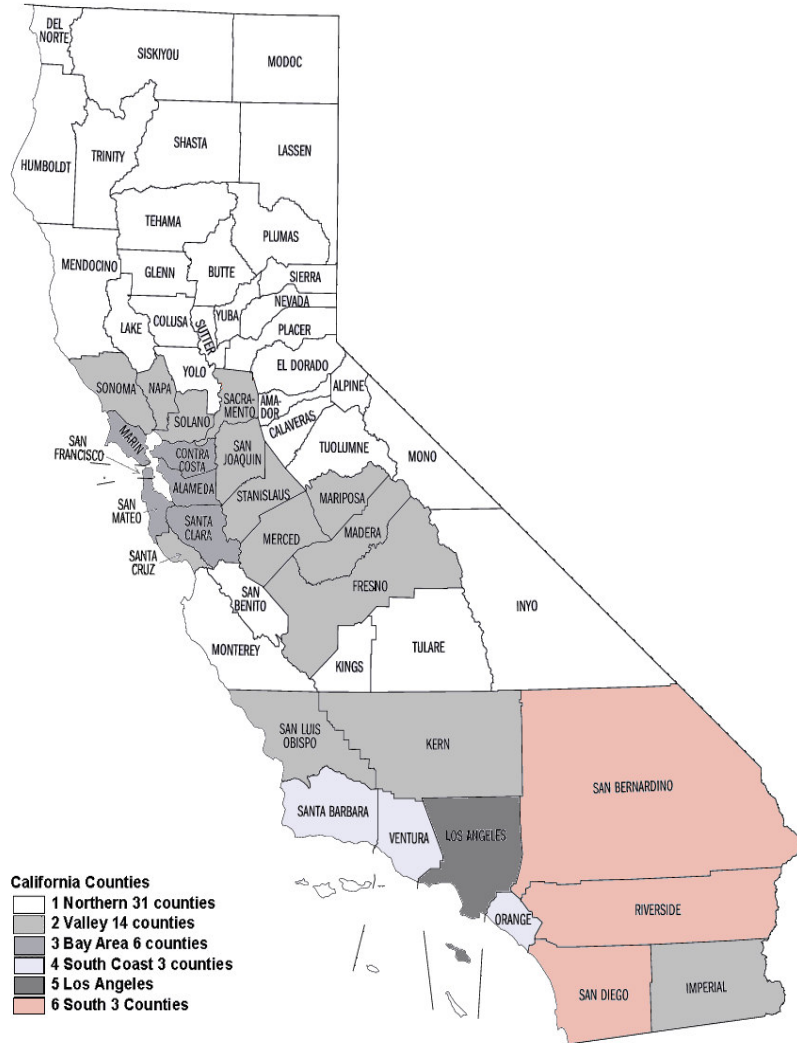 DEL
NORTE
SISKIYOU
MODOC
HUMBOLDT
TRINITY
SHASTA
LASSEN
TEHAMA
PLUMAS
MENDOCINO
GLENN
BUTTE
SIERRA
LAKE
COLUSA
SUTTER
YUBA
NEVADA
PLACER
YOLO
EL DORADO
SONOMA
NAPA
SACRA-
MENTO
AMA-
DOR
ALPINE
SOLANO
CALAVERAS
MARIN
SAN
FRANCISCO
CONTRA
COSTA
SAN
JOAQUIN
TUOLUMNE
MONO
ALAMEDA
STANISLAUS
MARIPOSA
SAN
MATEO
SANTA
CLARA
MERCED
MADERA
SANTA
CRUZ
SAN
BENITO
FRESNO
INYO
MONTEREY
KINGS
TULARE
SAN LUIS
OBISPO
KERN
SAN BERNARDINO
SANTA BARBARA
VENTURA
LOS ANGELES
ORANGE
RIVERSIDE
SAN DIEGO
IMPERIAL
California Counties
1 Northern 31 counties
2 Valley 14 counties
3 Bay Area 6 counties
4 South Coast 3 counties
5 Los Angeles
6 South 3 Counties